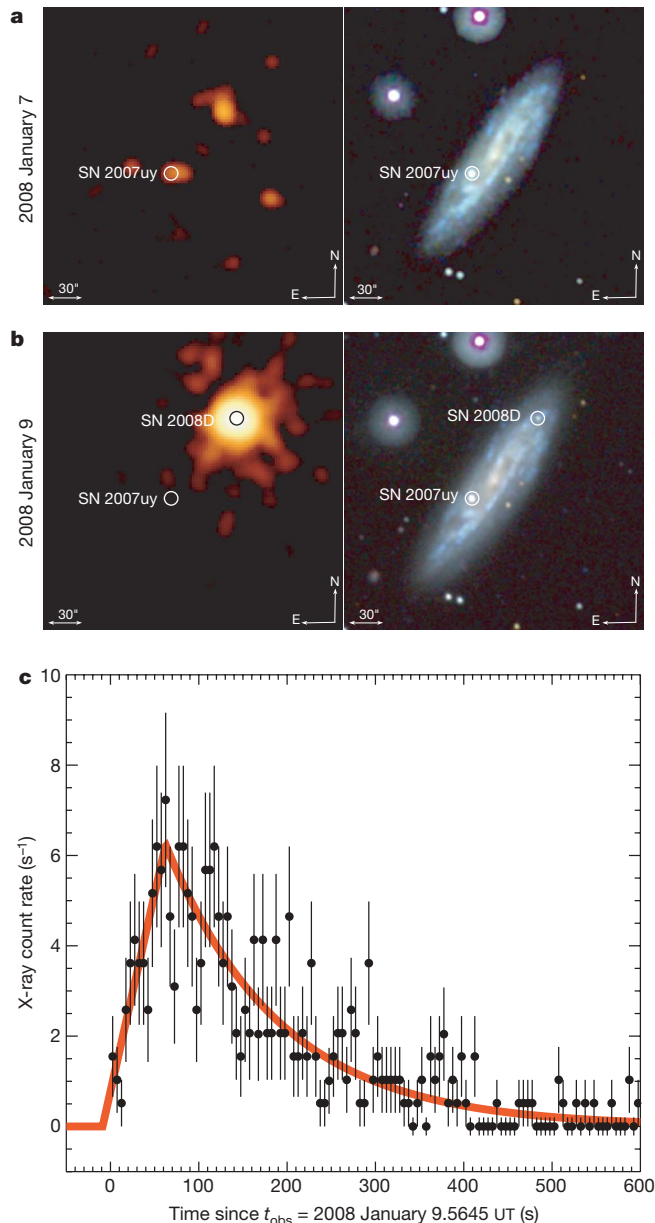 a
2008 January 7
SN 2007uy
30"
N
E
SN 2007uy
30"
N
E
b
2008 January 9
SN 2008D
SN 2007uy
30"
N
E
SN 2008D
SN 2007uy
30"
N
E
c
X-ray count rate (s⁻¹)
10
8
6
4
2
0
0 100 200 300 400 500 600
Time since t_obs = 2008 January 9.5645 UT (s)